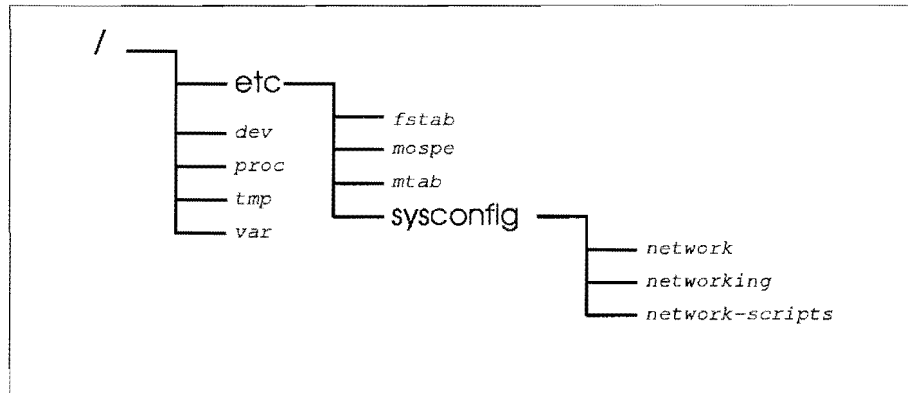 /
etc
dev
proc
tmp
var
fstab
mospe
mtab
sysconfig
network
networking
network-scripts